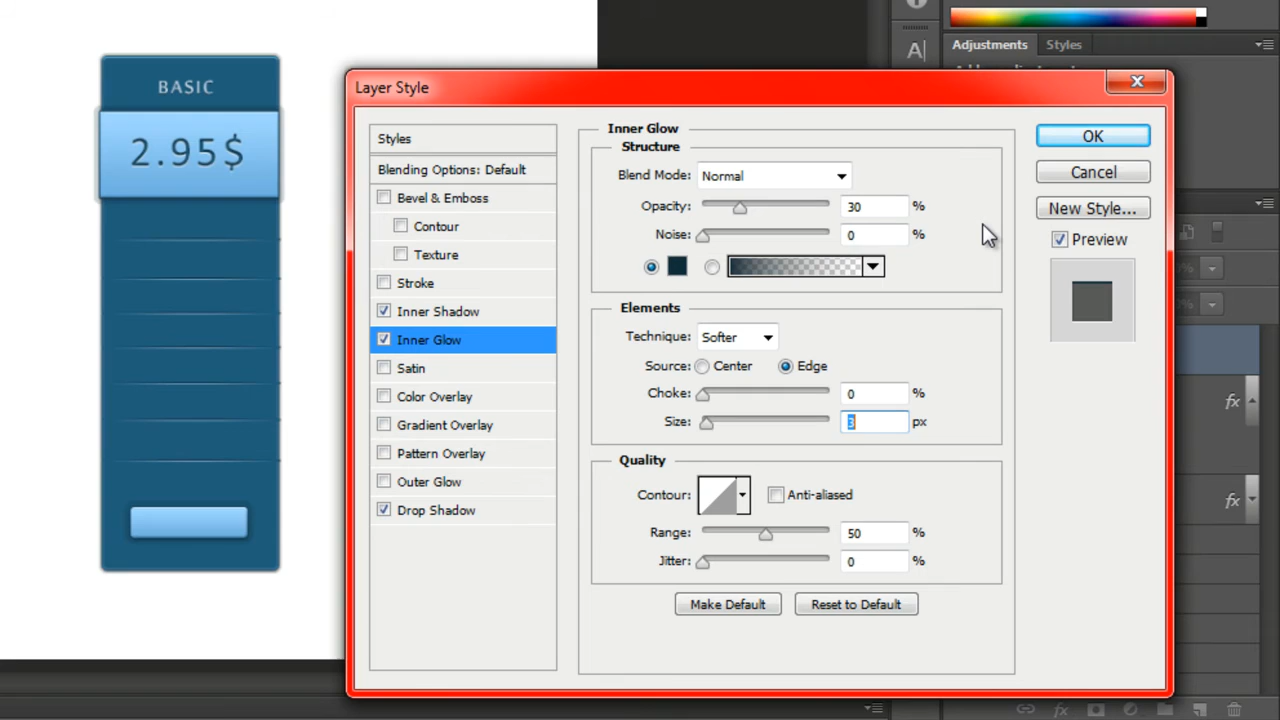 Adjustments Styles
BASIC
2.95$
Layer Style
Styles
Blending Options: Default
Bevel & Emboss
Contour
Texture
Stroke
Inner Shadow
Inner Glow
Satin
Color Overlay
Gradient Overlay
Pattern Overlay
Outer Glow
Drop Shadow
Inner Glow
Structure
Blend Mode: Normal
Opacity: 30 %
Noise: 0 %
Elements
Technique: Softer
Source: Center Edge
Choke: 0 %
Size: 3 px
Quality
Contour: Anti-aliased
Range: 50 %
Jitter: 0 %
Make Default Reset to Default
OK
Cancel
New Style...
Preview
A
fx
fx
fx